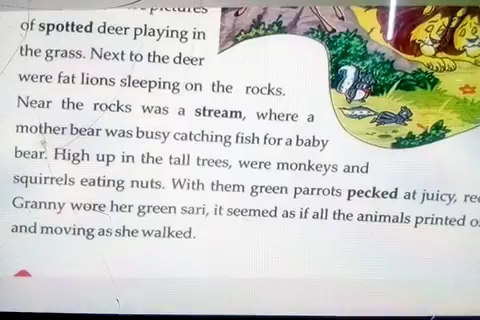 pictures
of spotted deer playing in
the grass. Next to the deer
were fat lions sleeping on the rocks.
Near the rocks was a stream, where a
mother bear was busy catching fish for a baby
bear. High up in the tall trees, were monkeys and
squirrels eating nuts. With them green parrots pecked at juicy,
Granny wore her green sari, it seemed as if all the animals printed
and moving as she walked.